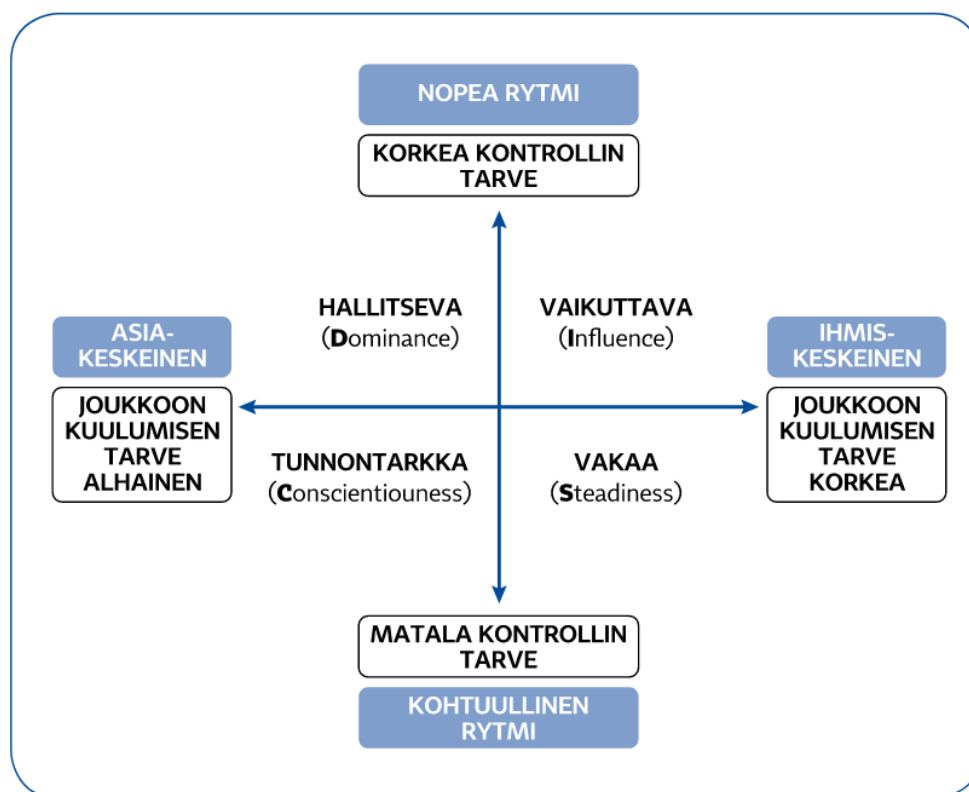 NOPEA RYTMI
KORKEA KONTROLLIN
TARVE
HALLITSEVA
(Dominance)
VAIKUTTAVA
(Influence)
ASIA-
KESKEINEN
JOUKKOON
KUULUMISEN
TARVE
ALHAINEN
IHMIS-
KESKEINEN
JOUKKOON
KUULUMISEN
TARVE
KORKEA
TUNNONTARKKA
(Conscientiouness)
VAKAA
(Steadiness)
MATALA KONTROLLIN
TARVE
KOHTUULLINEN
RYTMI